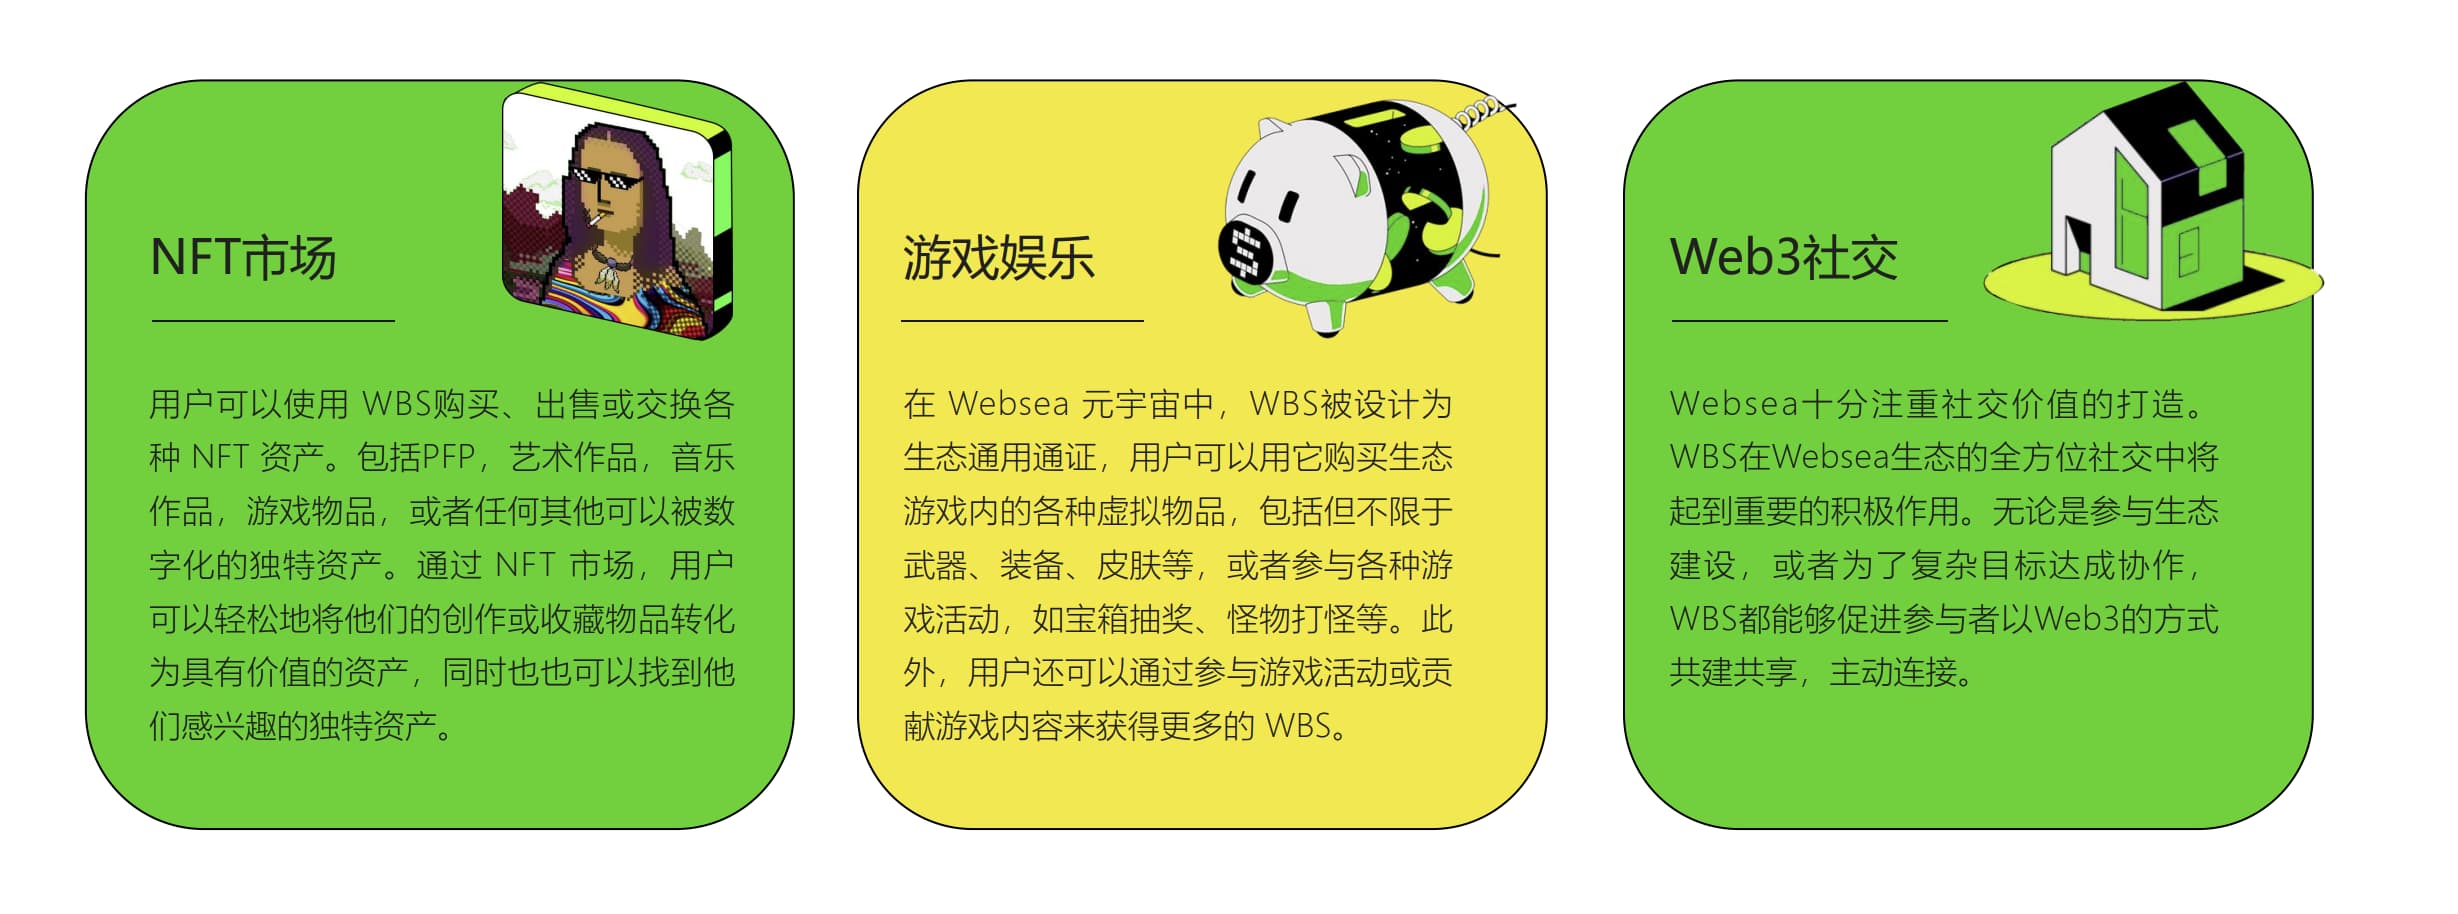 NFT市场
用户可以使用 WBS购买、出售或交换各
种 NFT 资产。包括PFP，艺术作品，音乐
作品，游戏物品，或者任何其他可以被数
字化的独特资产。通过 NFT 市场，用户
可以轻松地将他们的创作或收藏物品转化
为具有价值的资产，同时也也可以找到他
们感兴趣的独特资产。
游戏娱乐
在 Websea 元宇宙中，WBS被设计为
生态通用通证，用户可以用它购买生态
游戏内的各种虚拟物品，包括但不限于
武器、装备、皮肤等，或者参与各种游
戏活动，如宝箱抽奖、怪物打怪等。此
外，用户还可以通过参与游戏活动或贡
献游戏内容来获得更多的 WBS。
Web3社交
Websea十分注重社交价值的打造。
WBS在Websea生态的全方位社交中将
起到重要的积极作用。无论是参与生态
建设，或者为了复杂目标达成协作，
WBS都能够促进参与者以Web3的方式
共建共享，主动连接。